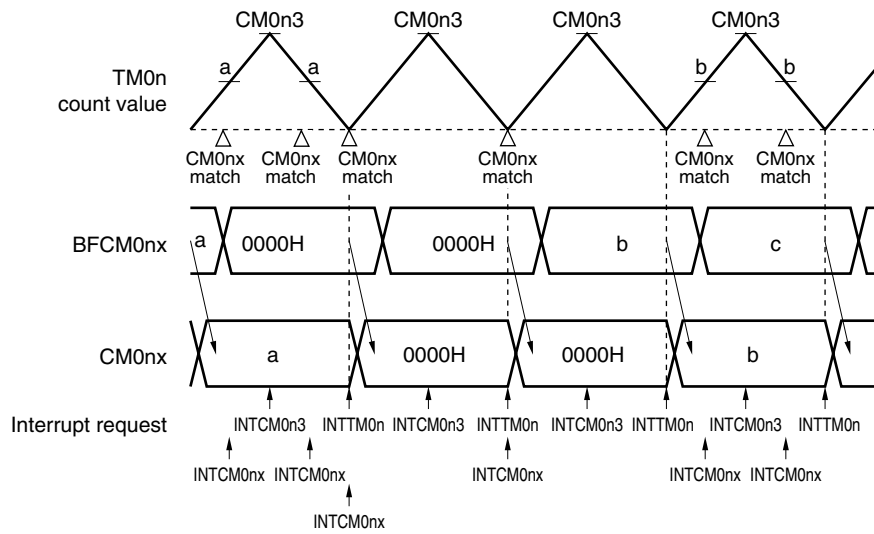 CM0n3 CM0n3 CM0n3 CM0n3
a a b b
TM0n
count value
CM0nx CM0nx CM0nx CM0nx CM0nx CM0nx
match match match match match match
BFCM0nx a 0000H 0000H b c
CM0nx a 0000H 0000H b
Interrupt request INTCM0n3 INTTM0n INTCM0n3 INTTM0n INTCM0n3 INTTM0n INTCM0n3 INTTM0n
INTCM0nx INTCM0nx INTCM0nx INTCM0nx INTCM0nx
INTCM0nx